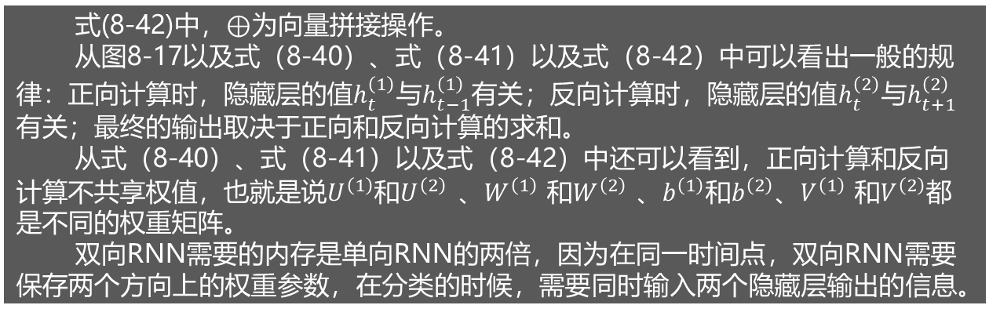 式(8-42)中，⊕为向量拼接操作。
从图8-17以及式（8-40）、式（8-41）以及式（8-42）中可以看出一般的规
律：正向计算时，隐藏层的值$h_t^{(1)}$与$h_{t-1}^{(1)}$有关；反向计算时，隐藏层的值$h_t^{(2)}$与$h_{t+1}^{(2)}$
有关；最终的输出取决于正向和反向计算的求和。
从式（8-40）、式（8-41）以及式（8-42）中还可以看到，正向计算和反向
计算不共享权值，也就是说$U^{(1)}$和$U^{(2)}$ 、$W^{(1)}$ 和$W^{(2)}$ 、$b^{(1)}$和$b^{(2)}$、$V^{(1)}$ 和$V^{(2)}$都
是不同的权重矩阵。
双向RNN需要的内存是单向RNN的两倍，因为在同一时间点，双向RNN需要
保存两个方向上的权重参数，在分类的时候，需要同时输入两个隐藏层输出的信息。